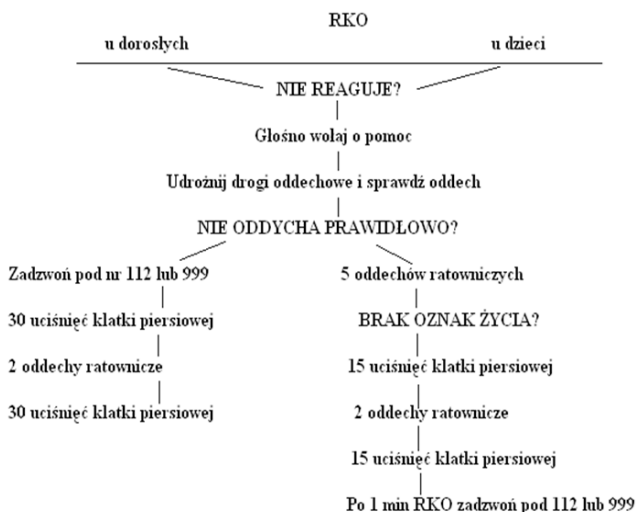 RKO
u dorosłych u dzieci
NIE REAGUJE?
Głośno wołaj o pomoc
Udrożnij drogi oddechowe i sprawdź oddech
NIE ODDYCHA PRAWIDŁOWO?
Zadzwoń pod nr 112 lub 999 5 oddechów ratowniczych
30 uciśnięć klatki piersiowej BRAK OZNAK ŻYCIA?
2 oddechy ratownicze 15 uciśnięć klatki piersiowej
30 uciśnięć klatki piersiowej 2 oddechy ratownicze
15 uciśnięć klatki piersiowej
Po 1 min RKO zadzwoń pod 112 lub 999